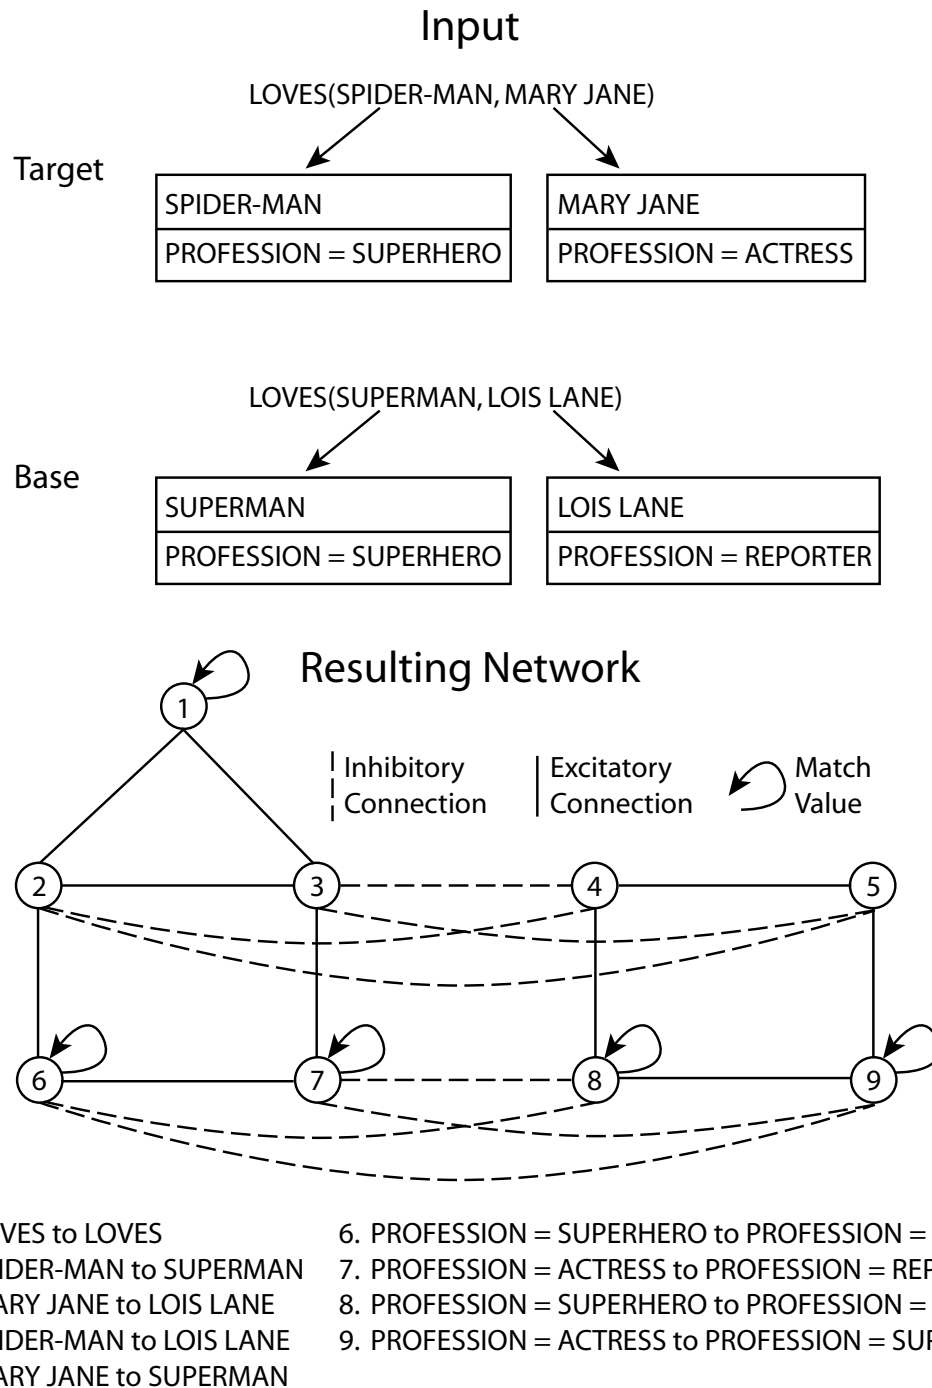 Input
LOVES(SPIDER-MAN, MARY JANE)
Target
SPIDER-MAN
PROFESSION = SUPERHERO
MARY JANE
PROFESSION = ACTRESS
LOVES(SUPERMAN, LOIS LANE)
Base
SUPERMAN
PROFESSION = SUPERHERO
LOIS LANE
PROFESSION = REPORTER
Resulting Network
1
Inhibitory
Connection
Excitatory
Connection
Match
Value
2
3
4
5
6
7
8
9
VES to LOVES
IDER-MAN to SUPERMAN
ARY JANE to LOIS LANE
IDER-MAN to LOIS LANE
ARY JANE to SUPERMAN
6. PROFESSION = SUPERHERO to PROFESSION =
7. PROFESSION = ACTRESS to PROFESSION = REP
8. PROFESSION = SUPERHERO to PROFESSION =
9. PROFESSION = ACTRESS to PROFESSION = SUP